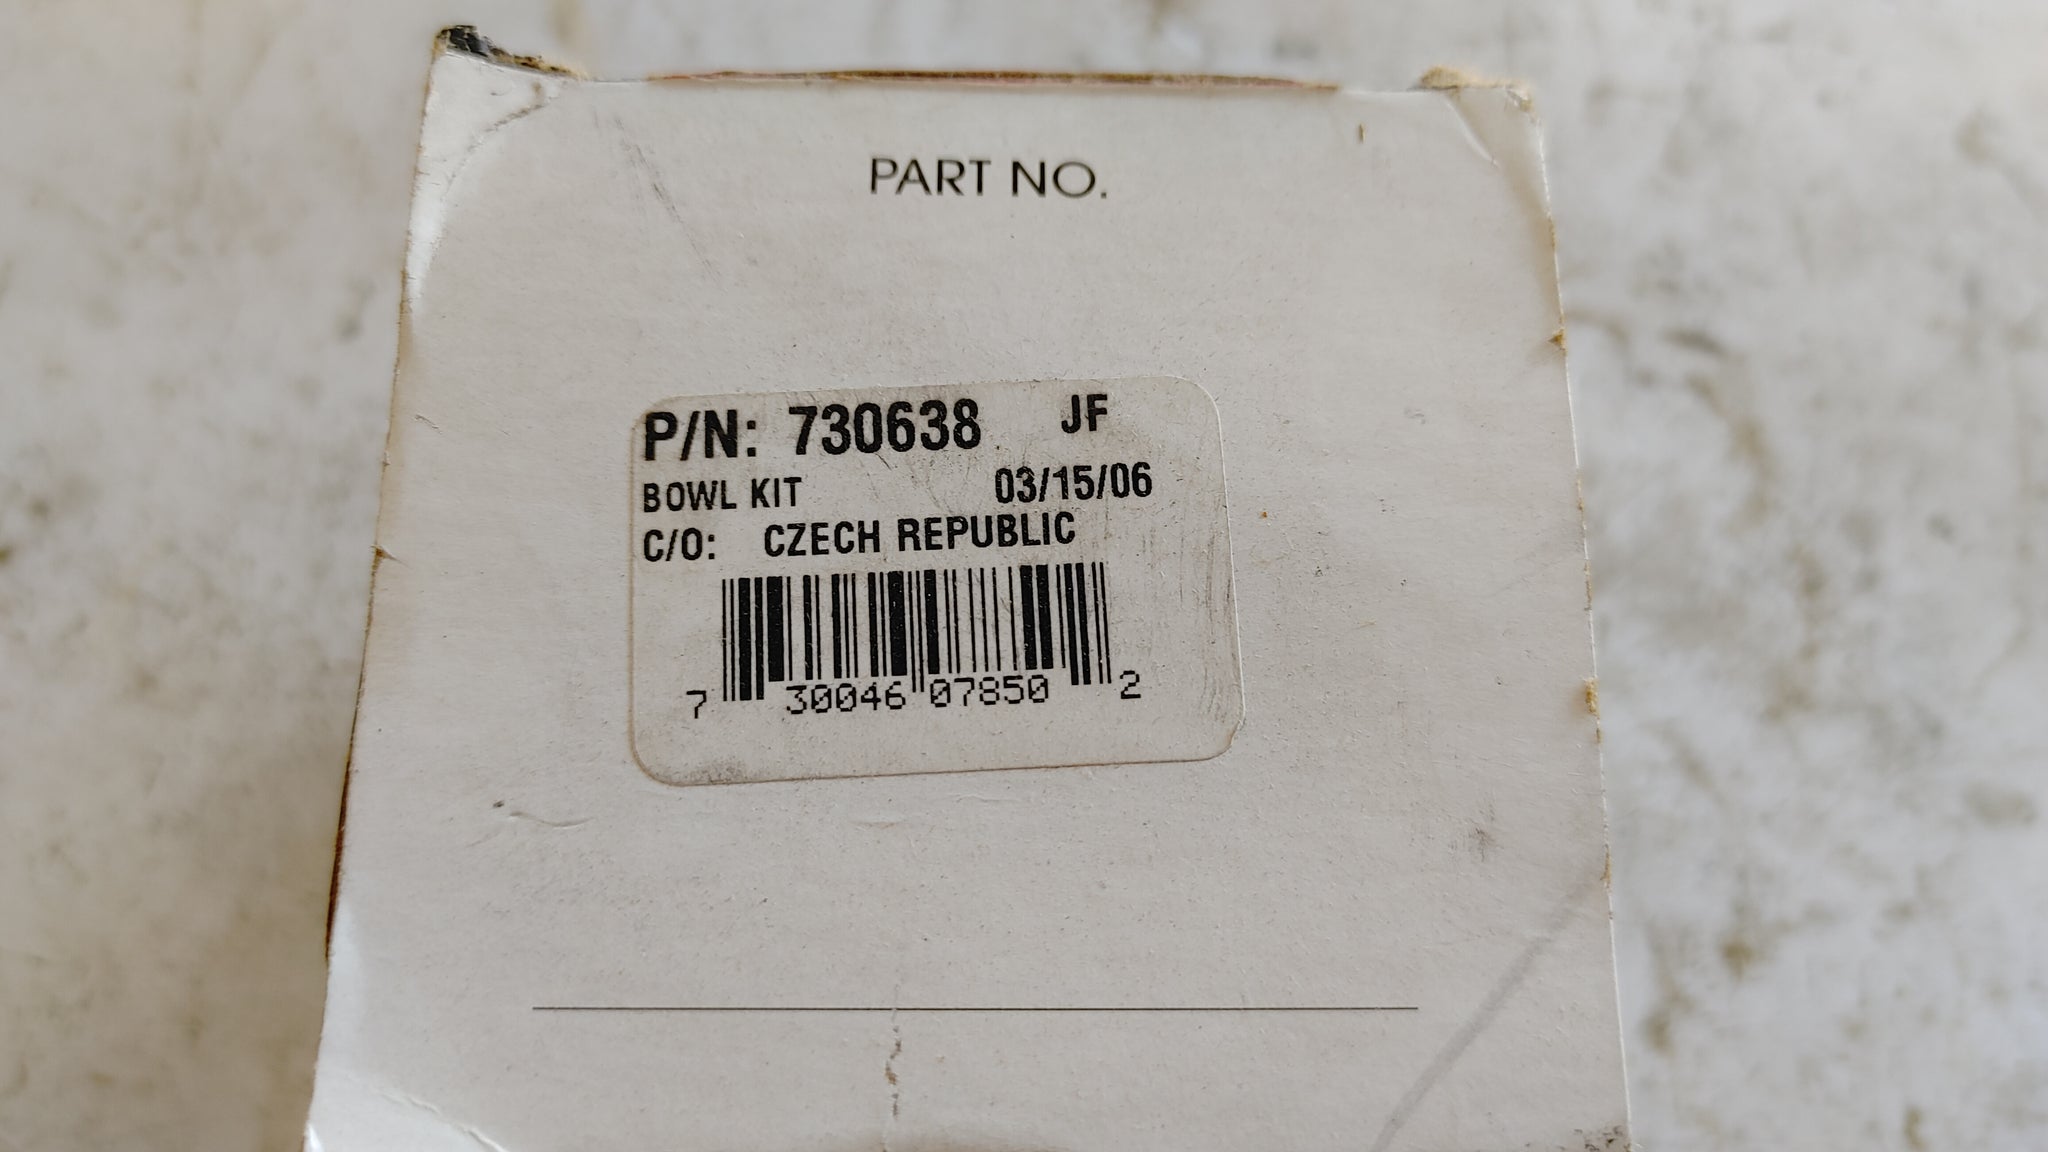 PART NO.
P/N: 730638 JF
BOWL KIT 03/15/06
C/O: CZECH REPUBLIC
7 30046 07850 2